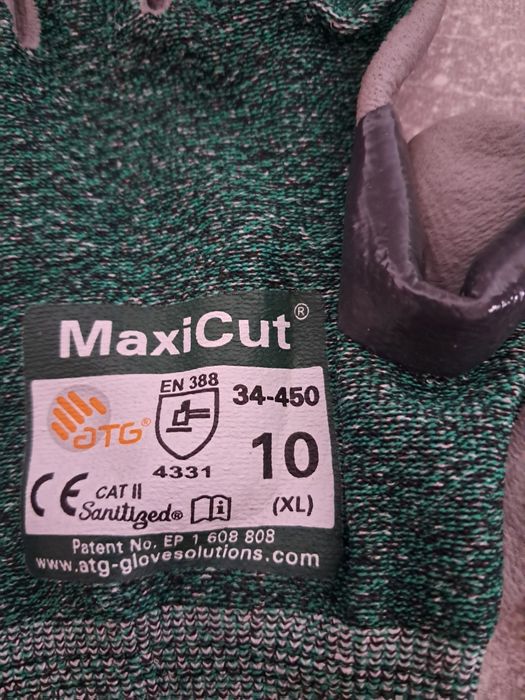 MaxiCut®
EN 388
34-450
ATG®
4331
10
(XL)
CE CAT II
Sanitized®
i
Patent No. EP 1 608 808
www.atg-glovesolutions.com